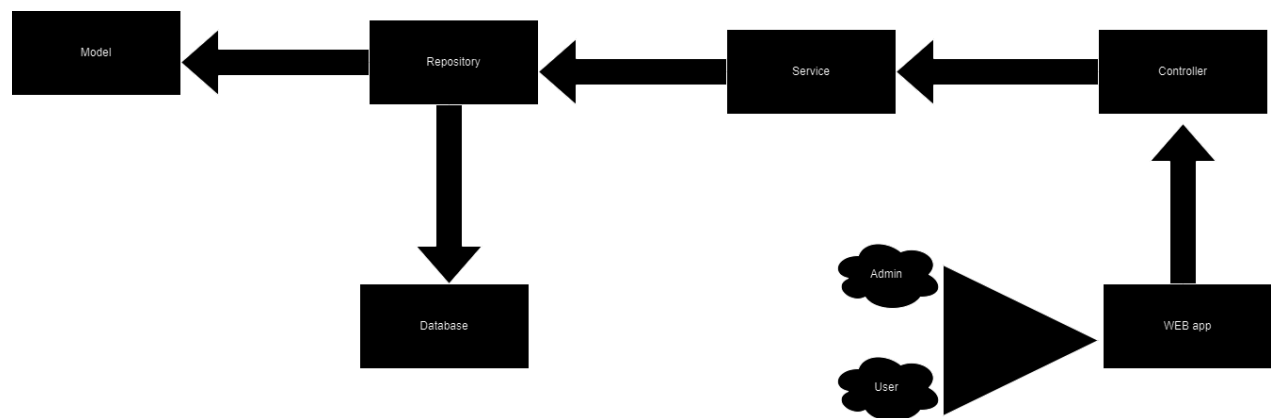 Model
Repository
Service
Controller
Admin
Database
WEB app
User